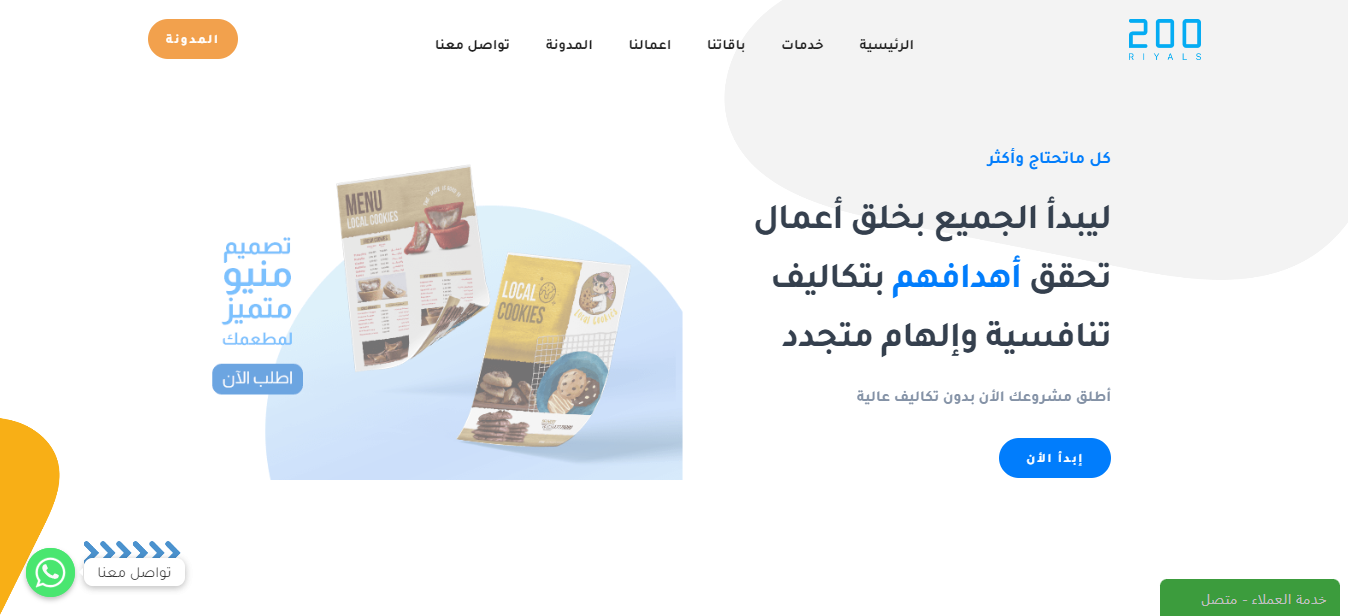 200
RIYALS
الرئيسية
خدمات
باقاتنا
اعمالنا
المدونة
تواصل معنا
المدونة
كل ماتحتاج وأكثر
ليبدأ الجميع بخلق أعمال
تحقق أهدافهم بتكاليف
تنافسية وإلهام متجدد
أطلق مشروعك الأن بدون تكاليف عالية
إبدأ الأن
MENU
LOCAL COOKIES
LOCAL
COOKIES
تصميم
منيو
متميز
لمطعمك
اطلب الآن
تواصل معنا
خدمة العملاء - متصل